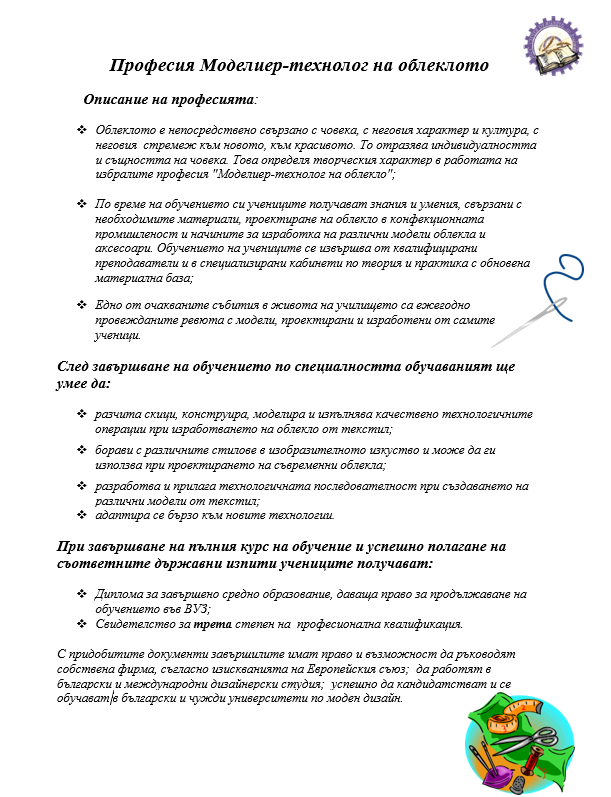 Професия Моделиер-технолог на облеклото
Описание на професията:
❖ Облеклото е непосредствено свързано с човека, с неговия характер и култура, с
неговия стремеж към новото, към красивото. То отразява индивидуалността
и същността на човека. Това определя творческия характер в работата на
избралите професия "Моделиер-технолог на облекло";
❖ По време на обучението си учениците получават знания и умения, свързани с
необходимите материали, проектиране на облекло в конфекционната
промишленост и начините за изработка на различни модели облекла и
аксесоари. Обучението на учениците се извършва от квалифицирани
преподаватели и в специализирани кабинети по теория и практика с обновена
материална база;
❖ Едно от очакваните събития в живота на училището са ежегодно
провежданите ревюта с модели, проектирани и изработени от самите
ученици.
След завършване на обучението по специалността обучаваният ще
умее да:
❖ разчита скици, конструира, моделира и изпълнява качествено технологичните
операции при изработването на облекло от текстил;
❖ борави с различните стилове в изобразителното изкуство и може да ги
използва при проектирането на съвременни облекла;
❖ разработва и прилага технологичната последователност при създаването на
различни модели от текстил;
❖ адаптира се бързо към новите технологии.
При завършване на пълния курс на обучение и успешно полагане на
съответните държавни изпити учениците получават:
❖ Диплома за завършено средно образование, даваща право за продължаване на
обучението във ВУЗ;
❖ Свидетелство за трета степен на професионална квалификация.
С придобитите документи завършилите имат право и възможност да ръководят
собствена фирма, съгласно изискванията на Европейския съюз; да работят в
български и международни дизайнерски студия; успешно да кандидатстват и се
обучават в български и чужди университети по моден дизайн.